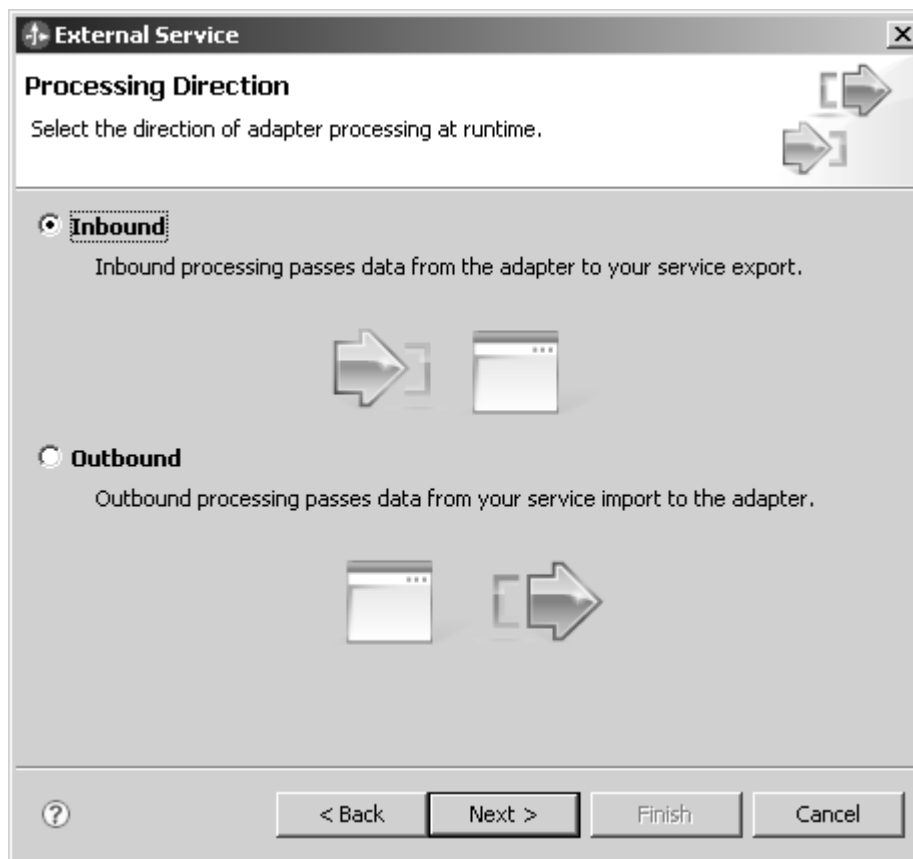 External Service
Processing Direction
Select the direction of adapter processing at runtime.
Inbound
Inbound processing passes data from the adapter to your service export.
Outbound
Outbound processing passes data from your service import to the adapter.
? < Back Next > Finish Cancel